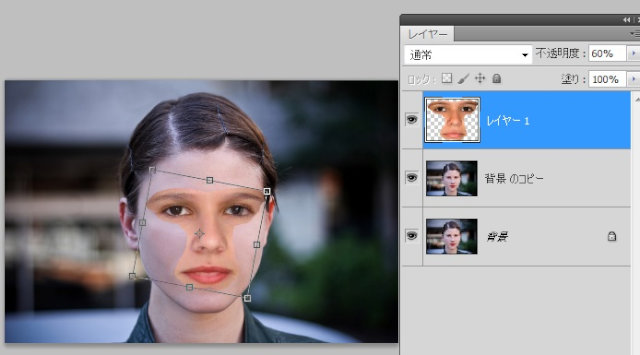 レイヤー
通常 不透明度: 60%
ロック: 塗り: 100%
レイヤー 1
背景 のコピー
背景